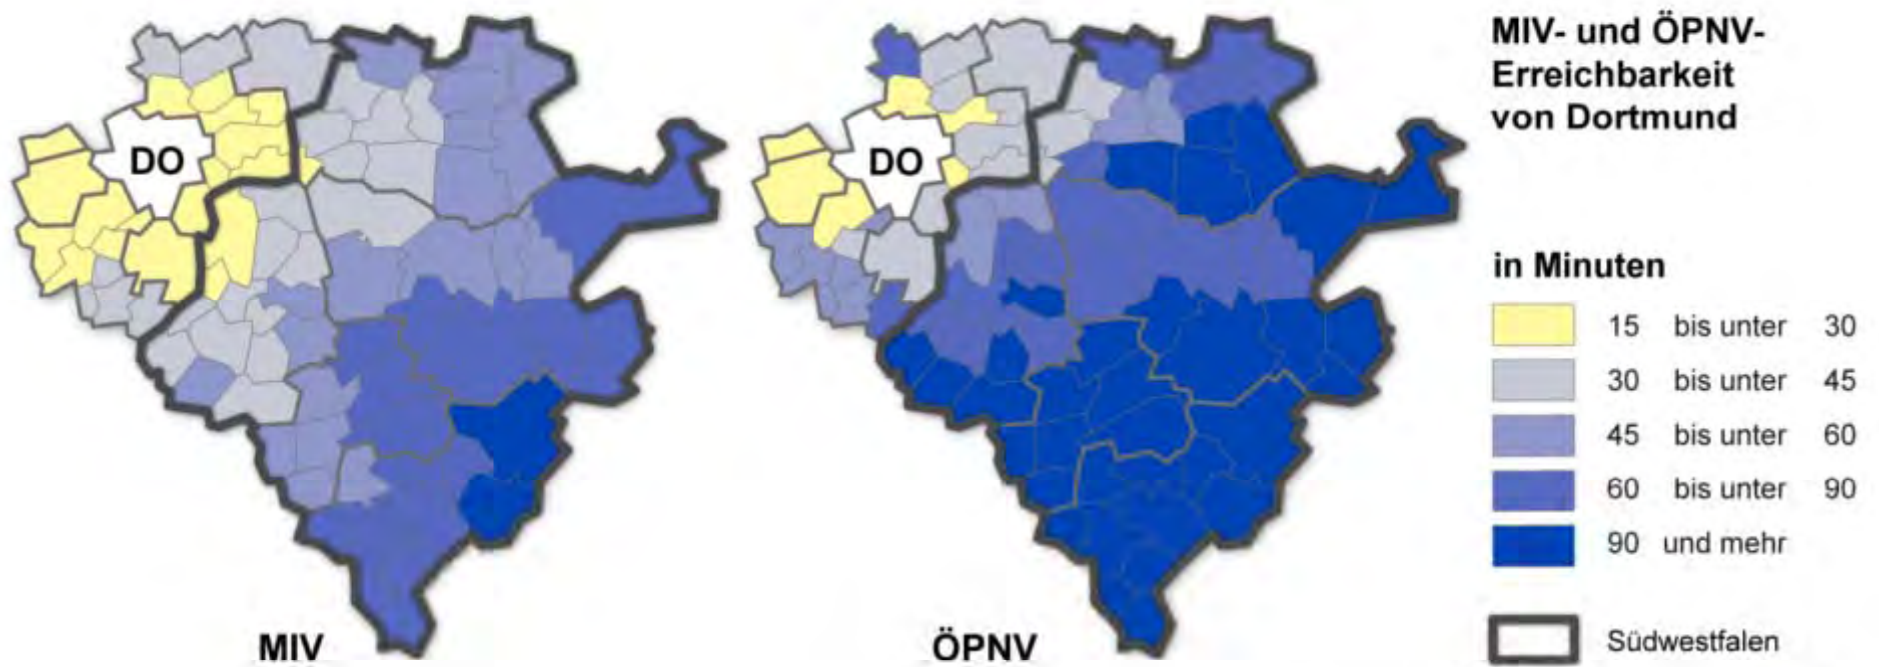 DO
MIV
DO
ÖPNV
MIV- und ÖPNV-
Erreichbarkeit
von Dortmund
in Minuten
15 bis unter 30
30 bis unter 45
45 bis unter 60
60 bis unter 90
90 und mehr
Südwestfalen